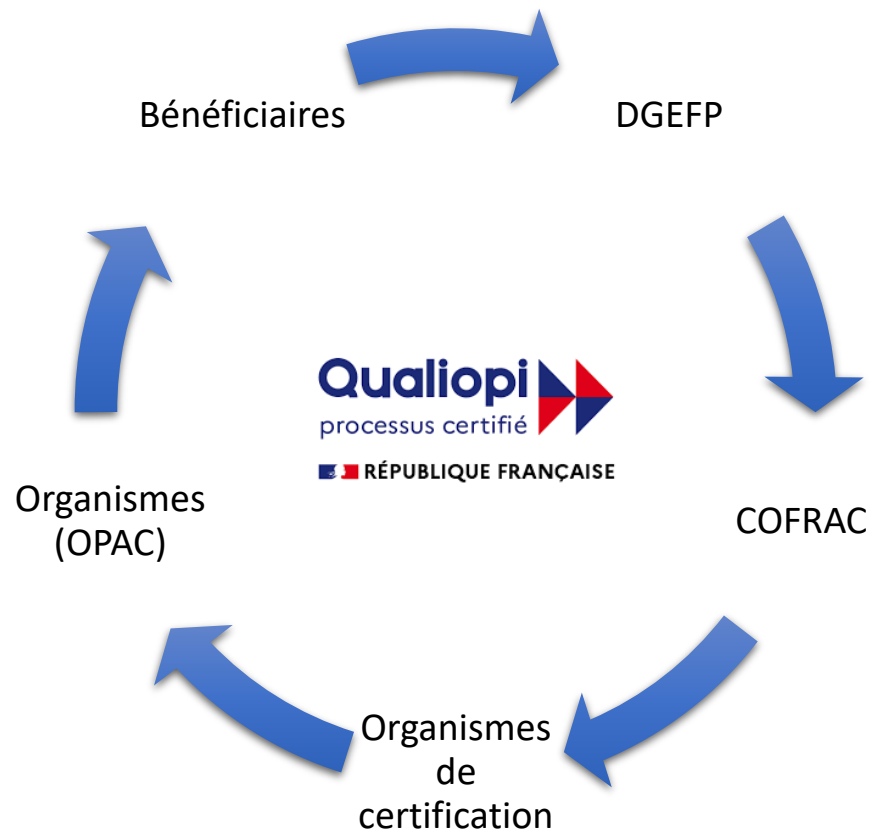 Bénéficiaires
DGEFP
Qualiopi
processus certifié
RÉPUBLIQUE FRANÇAISE
Organismes
(OPAC)
COFRAC
Organismes
de
certification